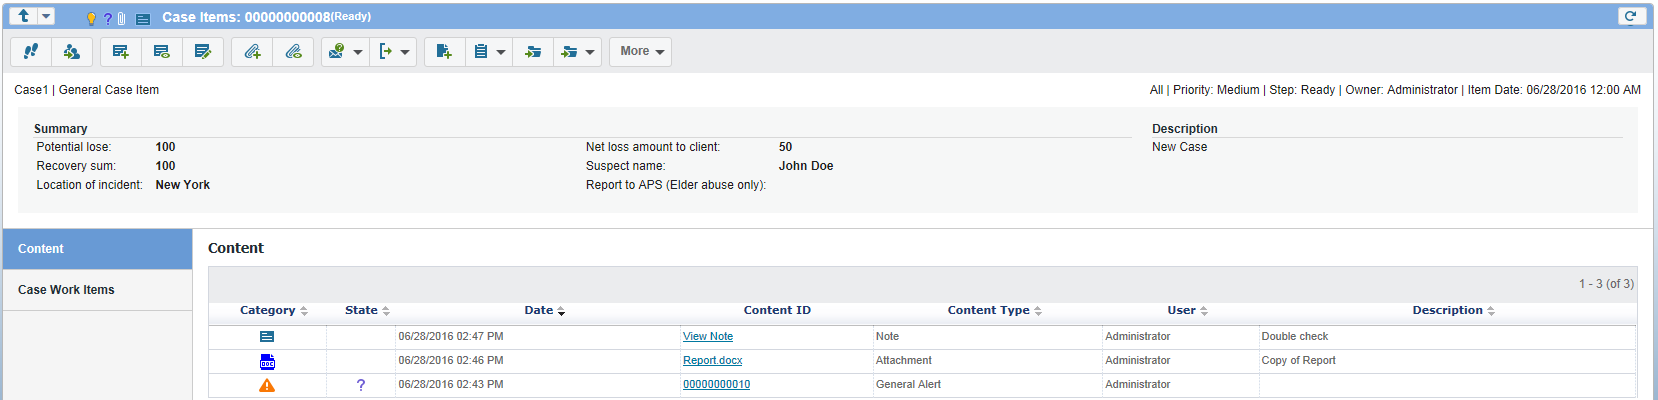 Case Items: 00000000008(Ready)
More
Case1 | General Case Item
All | Priority: Medium | Step: Ready | Owner: Administrator | Item Date: 06/28/2016 12:00 AM
Summary
Potential lose: 100
Net loss amount to client: 50
Recovery sum: 100
Suspect name: John Doe
Location of incident: New York
Report to APS (Elder abuse only):
Description
New Case
Content
Case Work Items
Content
1 - 3 (of 3)
Category State Date Content ID Content Type User Description
06/28/2016 02:47 PM View Note Note Administrator Double check
DOC 06/28/2016 02:46 PM Report.docx Attachment Administrator Copy of Report
? 06/28/2016 02:43 PM 00000000010 General Alert Administrator